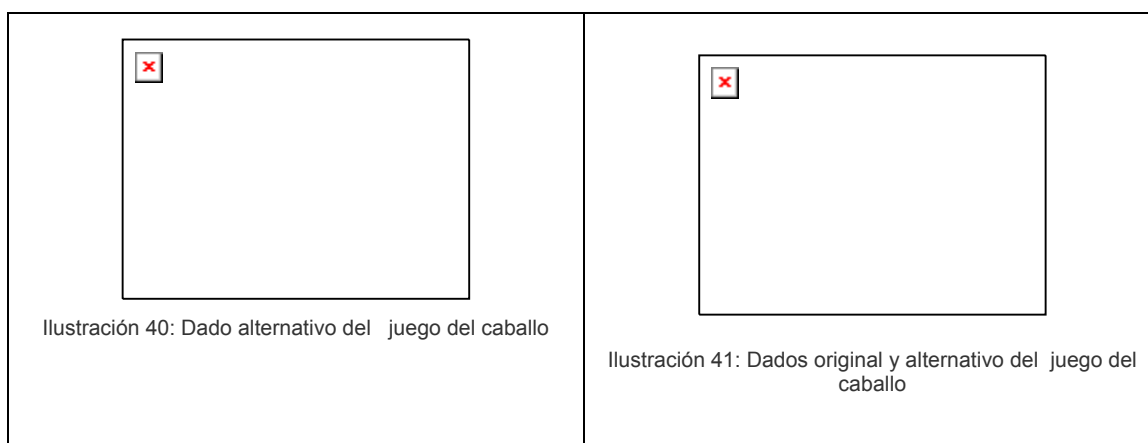 Ilustración 40: Dado alternativo del juego del caballo
Ilustración 41: Dados original y alternativo del juego del
caballo